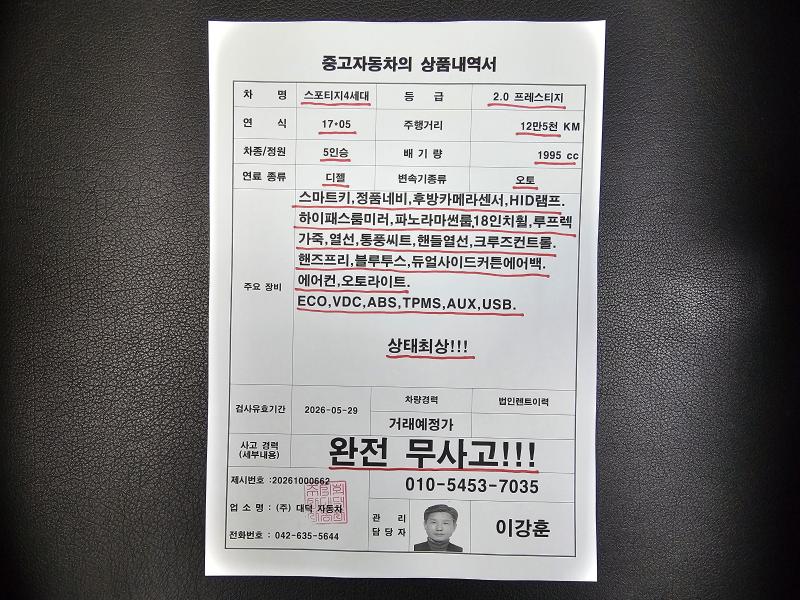 중고자동차의 상품내역서
차 명 스포티지4세대 등 급 2.0 프레스티지
연 식 17·05 주행거리 12만5천 KM
차종/정원 5인승 배 기 량 1995 cc
연료 종류 디젤 변속기종류 오토
주요 장비
스마트키,정품네비,후방카메라센서,HID램프.
하이패스룸미러,파노라마썬룹,18인치휠,루프렉
가죽,열선,통풍씨트,핸들열선,크루즈컨트롤.
핸즈프리,블루투스,듀얼사이드커튼에어백.
에어컨,오토라이트.
ECO,VDC,ABS,TPMS,AUX,USB.
상태최상!!!
검사유효기간 2026-05-29 차량경력 법인렌트이력
거래예정가
사고 경력
(세부내용)
완전 무사고!!!
제시번호 :20261000662
010-5453-7035
업 소 명 : (주) 대덕 자동차
관 리
담 당 자
이강훈
전화번호 : 042-635-5644